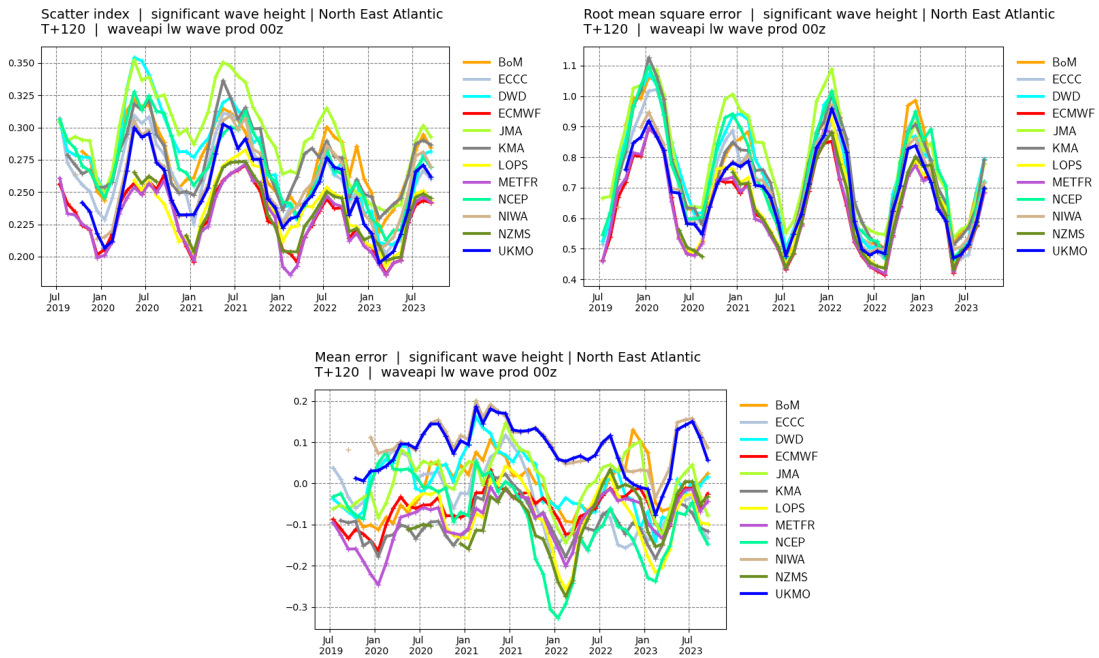 Scatter index | significant wave height | North East Atlantic
T+120 | waveapi lw wave prod 00z
0.350
0.325
0.300
0.275
0.250
0.225
0.200
Jul 2019
Jan 2020
Jul 2020
Jan 2021
Jul 2021
Jan 2022
Jul 2022
Jan 2023
Jul 2023
BoM
ECCC
DWD
ECMWF
JMA
KMA
LOPS
METFR
NCEP
NIWA
NZMS
UKMO
Root mean square error | significant wave height | North East Atlantic
T+120 | waveapi lw wave prod 00z
1.1
1.0
0.9
0.8
0.7
0.6
0.5
0.4
Jul 2019
Jan 2020
Jul 2020
Jan 2021
Jul 2021
Jan 2022
Jul 2022
Jan 2023
Jul 2023
BoM
ECCC
DWD
ECMWF
JMA
KMA
LOPS
METFR
NCEP
NIWA
NZMS
UKMO
Mean error | significant wave height | North East Atlantic
T+120 | waveapi lw wave prod 00z
0.2
0.1
0.0
−0.1
−0.2
−0.3
Jul 2019
Jan 2020
Jul 2020
Jan 2021
Jul 2021
Jan 2022
Jul 2022
Jan 2023
Jul 2023
BoM
ECCC
DWD
ECMWF
JMA
KMA
LOPS
METFR
NCEP
NIWA
NZMS
UKMO